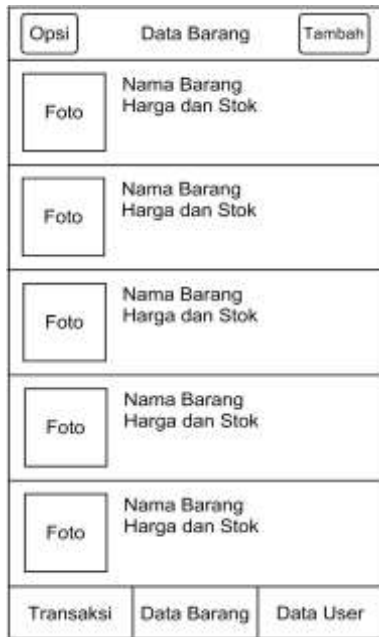 Opsi
Data Barang
Tambah
Foto
Nama Barang
Harga dan Stok
Foto
Nama Barang
Harga dan Stok
Foto
Nama Barang
Harga dan Stok
Foto
Nama Barang
Harga dan Stok
Foto
Nama Barang
Harga dan Stok
Transaksi
Data Barang
Data User